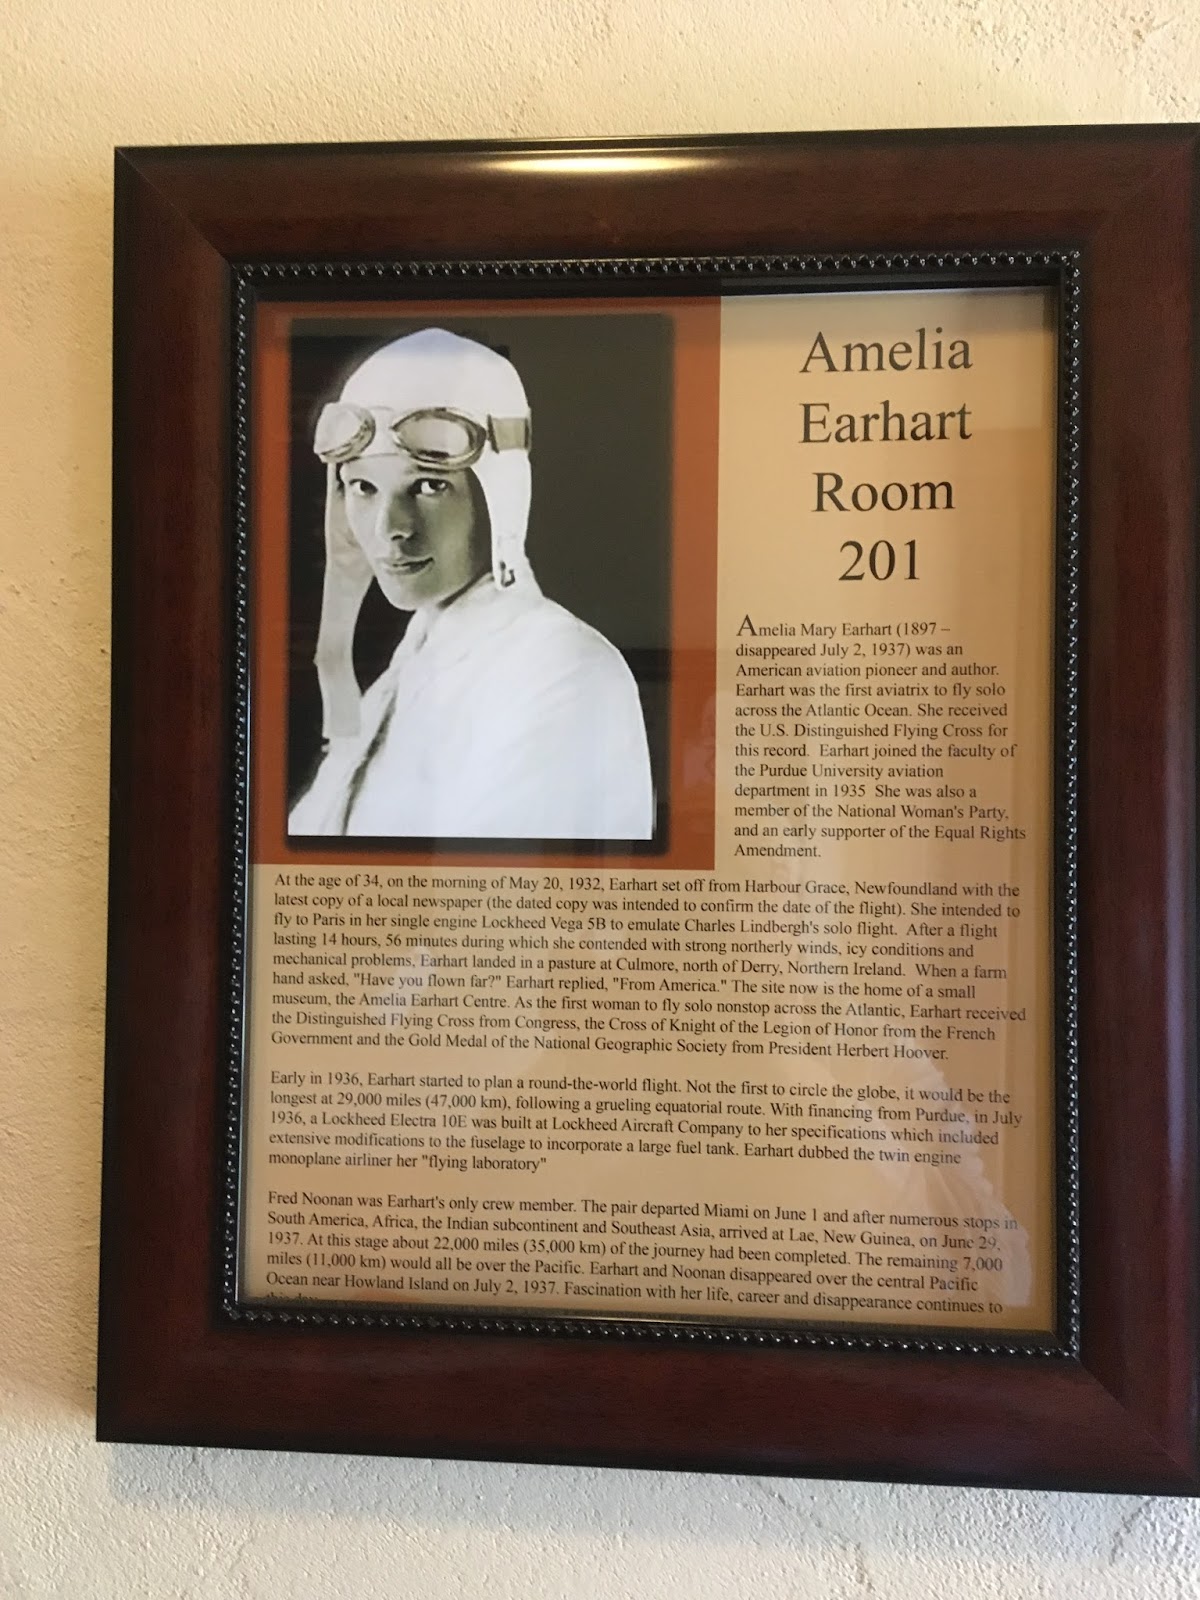 Amelia
Earhart
Room
201
Amelia Mary Earhart (1897 –
disappeared July 2, 1937) was an
American aviation pioneer and author.
Earhart was the first aviatrix to fly solo
across the Atlantic Ocean. She received
the U.S. Distinguished Flying Cross for
this record. Earhart joined the faculty of
the Purdue University aviation
department in 1935 She was also a
member of the National Woman's Party,
and an early supporter of the Equal Rights
Amendment.
At the age of 34, on the morning of May 20, 1932, Earhart set off from Harbour Grace, Newfoundland with the
latest copy of a local newspaper (the dated copy was intended to confirm the date of the flight). She intended to
fly to Paris in her single engine Lockheed Vega 5B to emulate Charles Lindbergh's solo flight. After a flight
lasting 14 hours, 56 minutes during which she contended with strong northerly winds, icy conditions and
mechanical problems, Earhart landed in a pasture at Culmore, north of Derry, Northern Ireland. When a farm
hand asked, "Have you flown far?" Earhart replied, "From America." The site now is the home of a small
museum, the Amelia Earhart Centre. As the first woman to fly solo nonstop across the Atlantic, Earhart received
the Distinguished Flying Cross from Congress, the Cross of Knight of the Legion of Honor from the French
Government and the Gold Medal of the National Geographic Society from President Herbert Hoover.
Early in 1936, Earhart started to plan a round-the-world flight. Not the first to circle the globe, it would be the
longest at 29,000 miles (47,000 km), following a grueling equatorial route. With financing from Purdue, in July
1936, a Lockheed Electra 10E was built at Lockheed Aircraft Company to her specifications which included
extensive modifications to the fuselage to incorporate a large fuel tank. Earhart dubbed the twin engine
monoplane airliner her "flying laboratory"
Fred Noonan was Earhart's only crew member. The pair departed Miami on June 1 and after numerous stops in
South America, Africa, the Indian subcontinent and Southeast Asia, arrived at Lae, New Guinea, on June 29,
1937. At this stage about 22,000 miles (35,000 km) of the journey had been completed. The remaining 7,000
miles (11,000 km) would all be over the Pacific. Earhart and Noonan disappeared over the central Pacific
Ocean near Howland Island on July 2, 1937. Fascination with her life, career and disappearance continues to